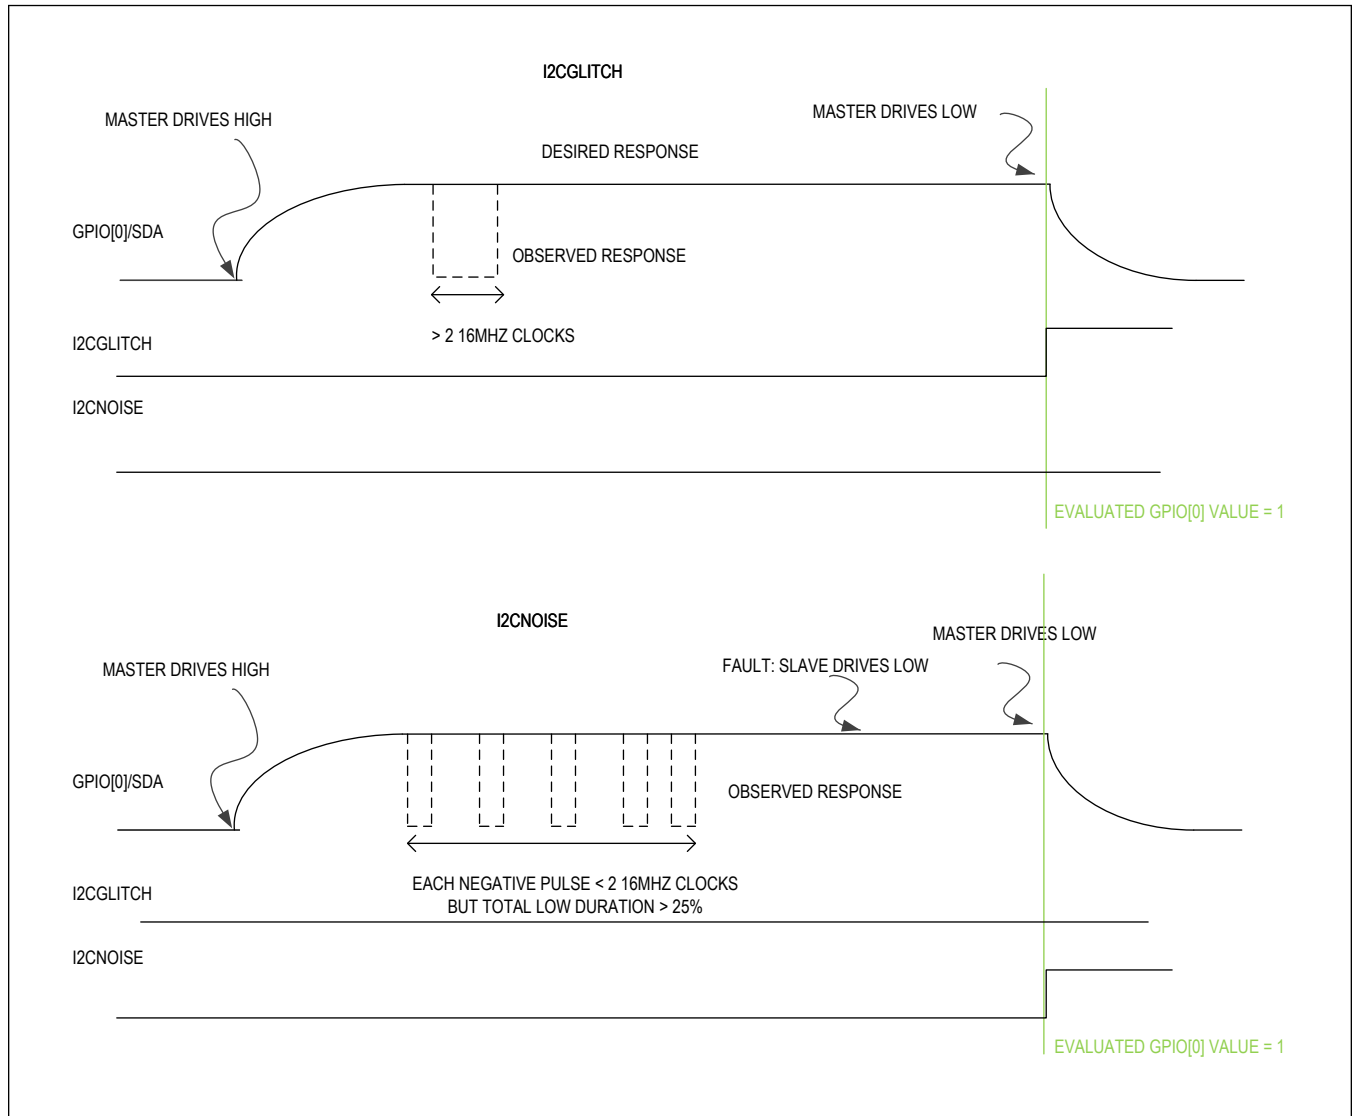 I2CGLITCH
MASTER DRIVES LOW
MASTER DRIVES HIGH
DESIRED RESPONSE
GPIO[0]/SDA
OBSERVED RESPONSE
> 2 16MHZ CLOCKS
I2CGLITCH
I2CNOISE
EVALUATED GPIO[0] VALUE = 1
I2CNOISE
MASTER DRIVES LOW
FAULT: SLAVE DRIVES LOW
MASTER DRIVES HIGH
GPIO[0]/SDA
OBSERVED RESPONSE
EACH NEGATIVE PULSE < 2 16MHZ CLOCKS
BUT TOTAL LOW DURATION > 25%
I2CGLITCH
I2CNOISE
EVALUATED GPIO[0] VALUE = 1